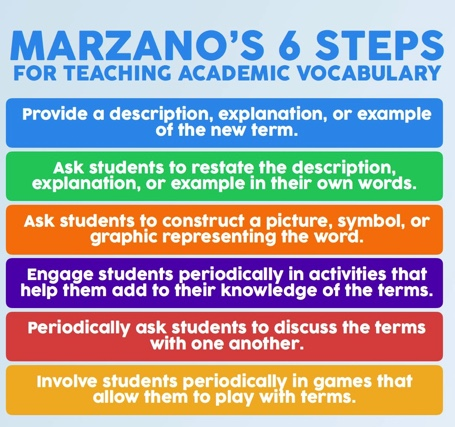 MARZANO'S 6 STEPS
FOR TEACHING ACADEMIC VOCABULARY
Provide a description, explanation, or example
of the new term.
Ask students to restate the description,
explanation, or example in their own words.
Ask students to construct a picture, symbol, or
graphic representing the word.
Engage students periodically in activities that
help them add to their knowledge of the terms.
Periodically ask students to discuss the terms
with one another.
Involve students periodically in games that
allow them to play with terms.